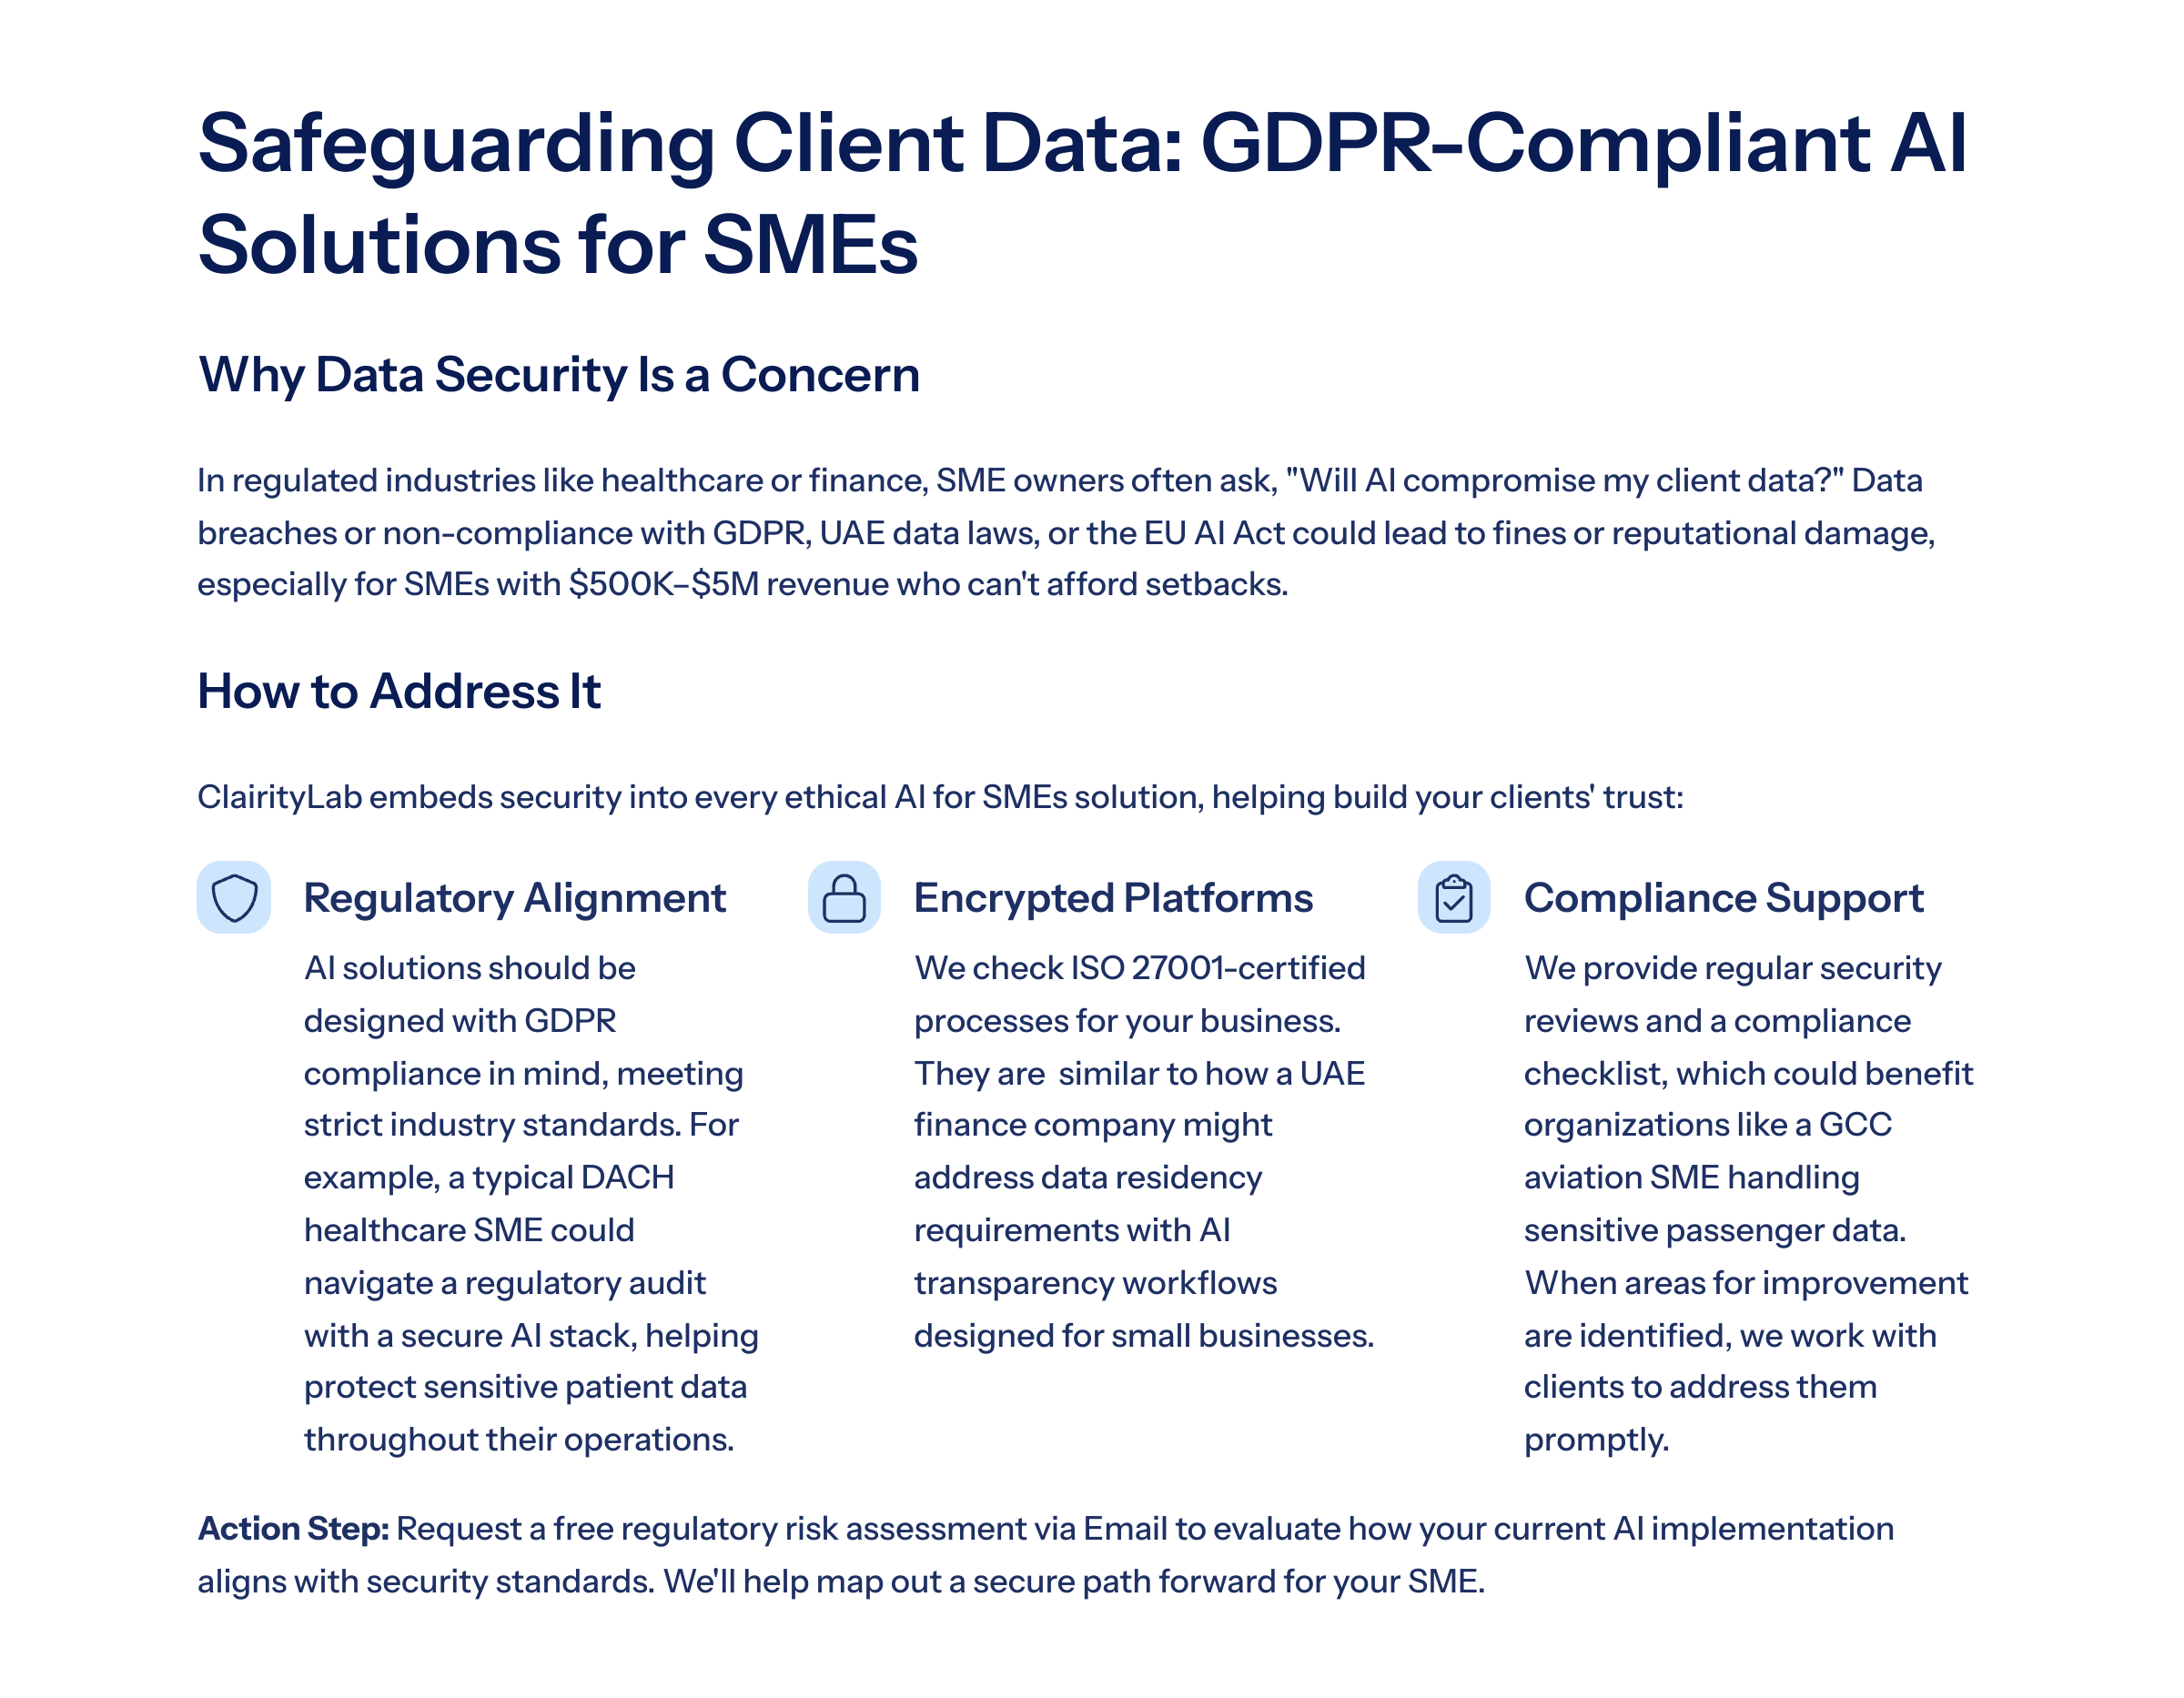 Safeguarding Client Data: GDPR-Compliant AI
Solutions for SMEs
Why Data Security Is a Concern
In regulated industries like healthcare or finance, SME owners often ask, "Will AI compromise my client data?" Data
breaches or non-compliance with GDPR, UAE data laws, or the EU AI Act could lead to fines or reputational damage,
especially for SMEs with $500K–$5M revenue who can't afford setbacks.
How to Address It
ClairityLab embeds security into every ethical AI for SMEs solution, helping build your clients' trust:
Regulatory Alignment
AI solutions should be
designed with GDPR
compliance in mind, meeting
strict industry standards. For
example, a typical DACH
healthcare SME could
navigate a regulatory audit
with a secure AI stack, helping
protect sensitive patient data
throughout their operations.
Encrypted Platforms
We check ISO 27001-certified
processes for your business.
They are  similar to how a UAE
finance company might
address data residency
requirements with AI
transparency workflows
designed for small businesses.
Compliance Support
We provide regular security
reviews and a compliance
checklist, which could benefit
organizations like a GCC
aviation SME handling
sensitive passenger data.
When areas for improvement
are identified, we work with
clients to address them
promptly.
Action Step: Request a free regulatory risk assessment via Email to evaluate how your current AI implementation
aligns with security standards. We'll help map out a secure path forward for your SME.